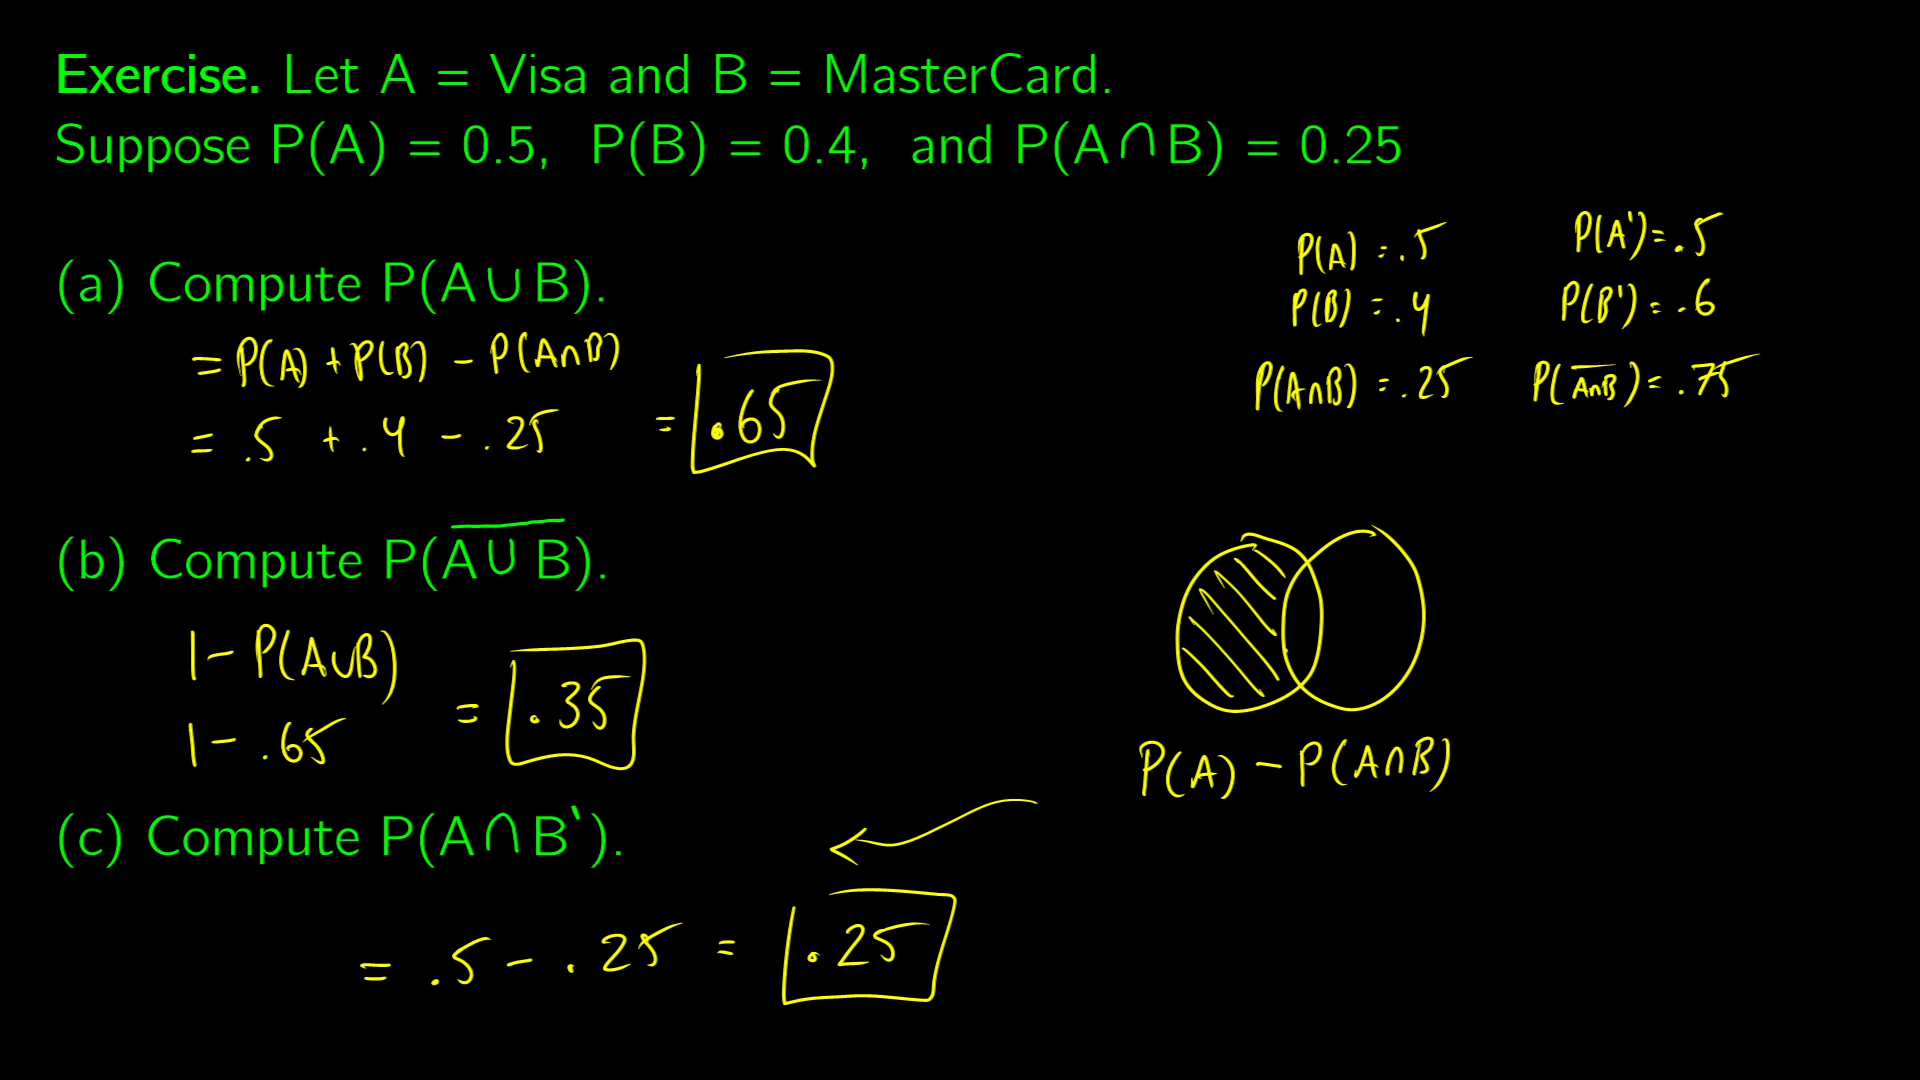 Exercise. Let A = Visa and B = MasterCard.
Suppose P(A) = 0.5, P(B) = 0.4, and P(A∩B) = 0.25
P(A) = .5 P(A') = .5
P(B) = .4 P(B') = .6
P(A∩B) = .25 P(A̅∩̅B̅) = .75
(a) Compute P(A∪B).
= P(A) + P(B) - P(A∩B)
= .5 + .4 - .25 = .65
(b) Compute P(A̅∪̅B̅).
1 - P(A∪B)
1 - .65 = .35
P(A) - P(A∩B)
(c) Compute P(A∩B`).
= .5 - .25 = .25